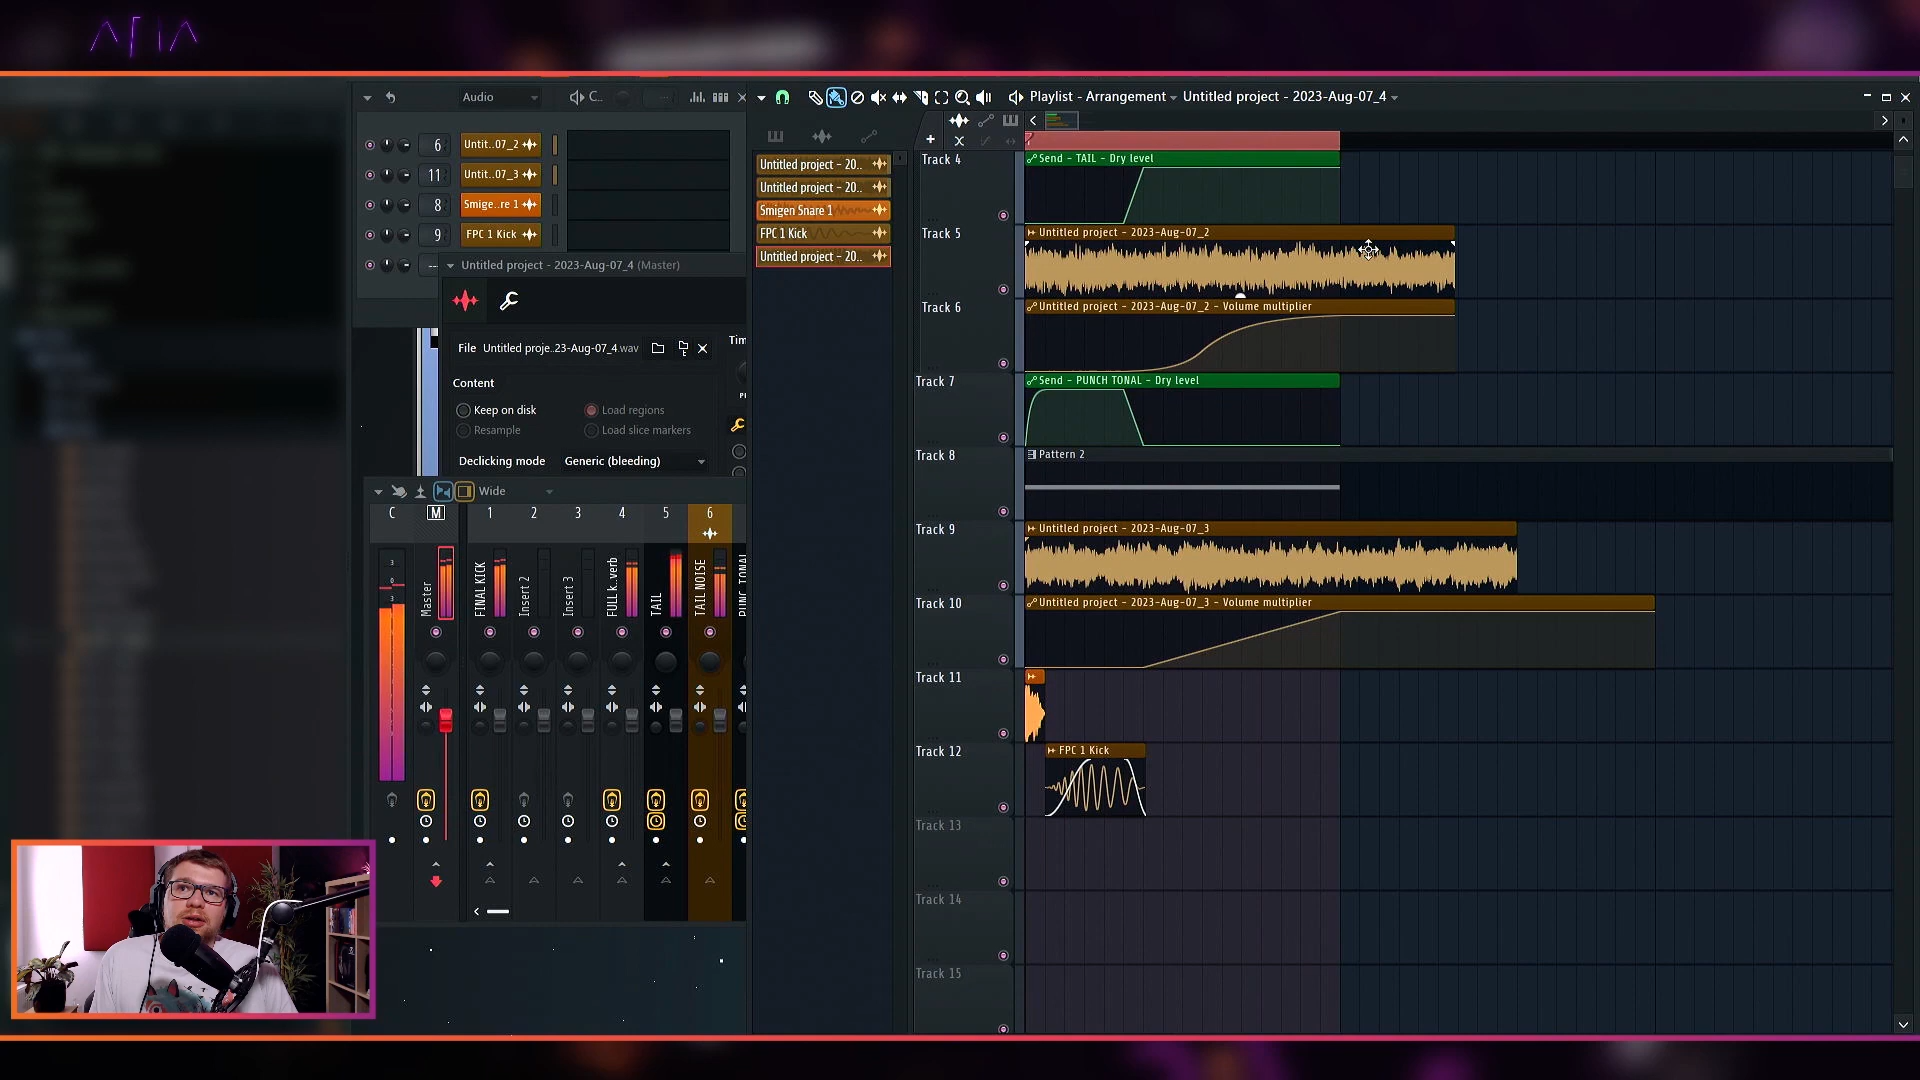 AFIA
Audio
C..
Playlist - Arrangement
Untitled project - 2023-Aug-07_4
6
Untit..07_2
11
Untit..07_3
8
Smige..re 1
9
FPC 1 Kick
Untitled project - 20..
Untitled project - 20..
Smigen Snare 1
FPC 1 Kick
Untitled project - 20..
Untitled project - 2023-Aug-07_4 (Master)
File
Untitled proje..23-Aug-07_4.wav
Tim
Content
Keep on disk
Load regions
Resample
Load slice markers
Declicking mode
Generic (bleeding)
Wide
C
M
1
2
3
4
5
6
3
0
3
Master
FINAL KICK
Insert 2
Insert 3
FULL k..verb
TAIL
TAIL NOISE
PUNCH TONAL
Track 4
Send - TAIL - Dry level
Track 5
Untitled project - 2023-Aug-07_2
Track 6
Untitled project - 2023-Aug-07_2 - Volume multiplier
Track 7
Send - PUNCH TONAL - Dry level
Track 8
Pattern 2
Track 9
Untitled project - 2023-Aug-07_3
Track 10
Untitled project - 2023-Aug-07_3 - Volume multiplier
Track 11
Track 12
FPC 1 Kick
Track 13
Track 14
Track 15